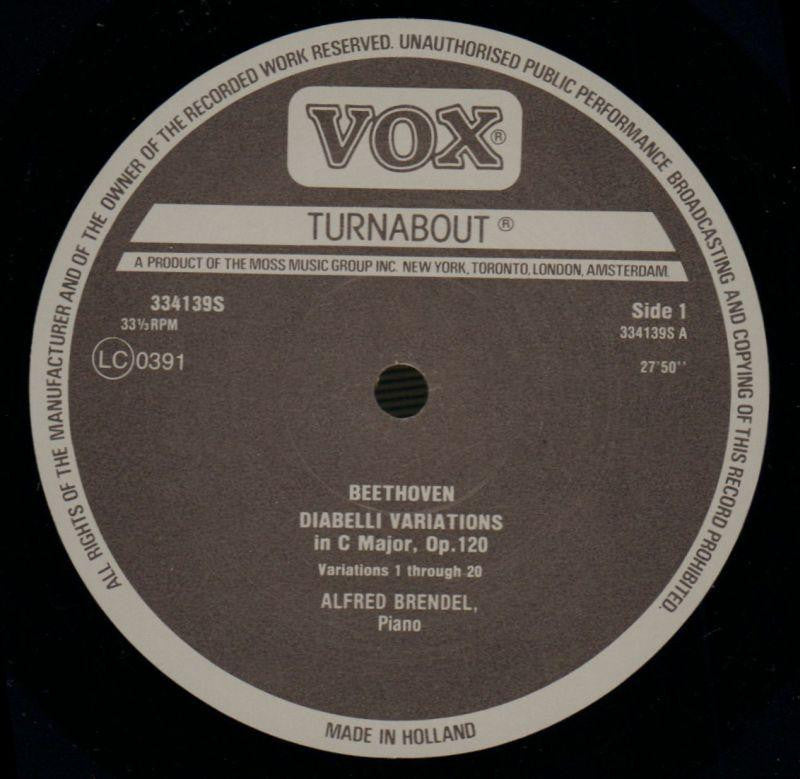 ALL RIGHTS OF THE MANUFACTURER AND OF THE OWNER OF THE RECORDED WORK RESERVED. UNAUTHORISED PUBLIC PERFORMANCE BROADCASTING AND COPYING OF THIS RECORD PROHIBITED.
VOX®
TURNABOUT ®
A PRODUCT OF THE MOSS MUSIC GROUP INC. NEW YORK, TORONTO, LONDON, AMSTERDAM.
334139S
33⅓ RPM
LC 0391
Side 1
334139S A
27'50''
BEETHOVEN
DIABELLI VARIATIONS
in C Major, Op.120
Variations 1 through 20
ALFRED BRENDEL,
Piano
MADE IN HOLLAND